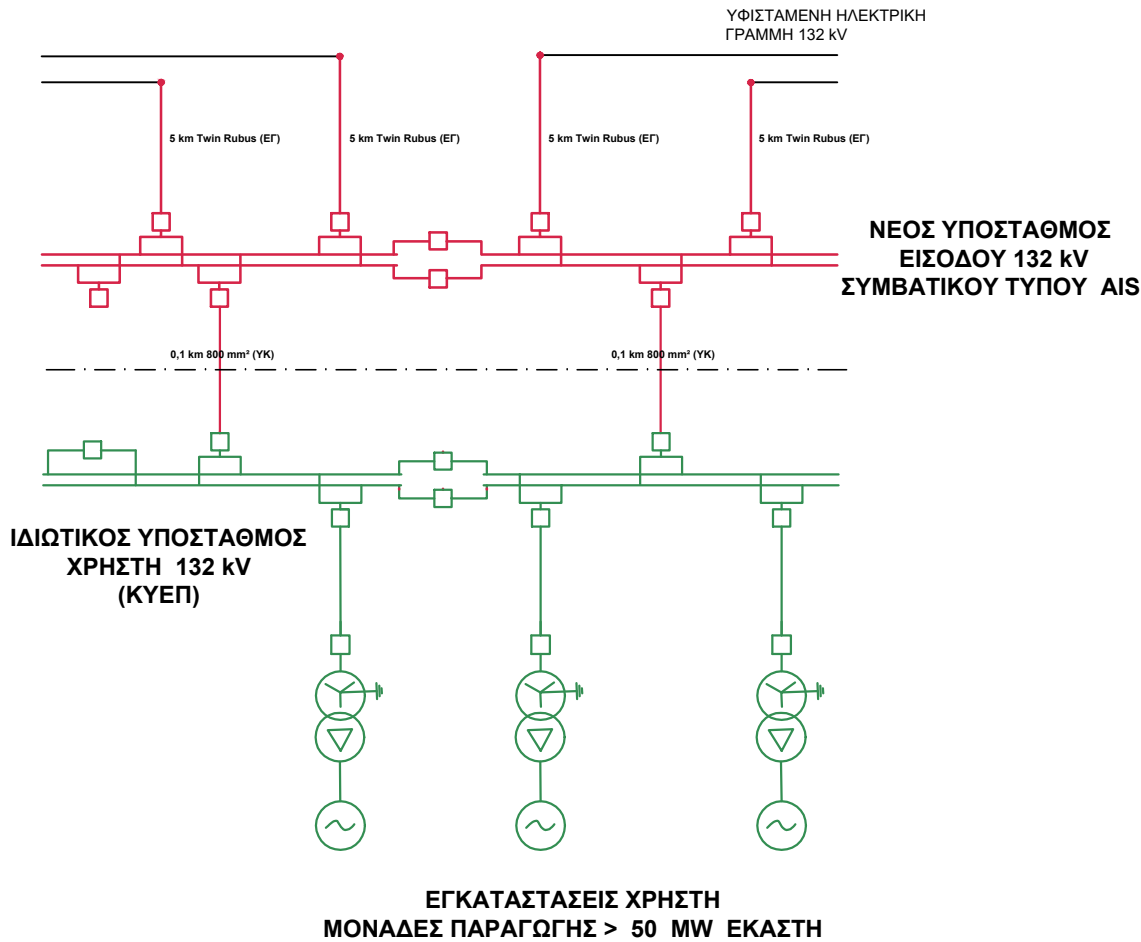 ΥΦΙΣΤΑΜΕΝΗ ΗΛΕΚΤΡΙΚΗ
ΓΡΑΜΜΗ 132 kV
5 km Twin Rubus (ΕΓ)
5 km Twin Rubus (ΕΓ)
5 km Twin Rubus (ΕΓ)
5 km Twin Rubus (ΕΓ)
ΝΕΟΣ ΥΠΟΣΤΑΘΜΟΣ
ΕΙΣΟΔΟΥ 132 kV
ΣΥΜΒΑΤΙΚΟΥ ΤΥΠΟΥ AIS
0,1 km 800 mm² (ΥΚ)
0,1 km 800 mm² (ΥΚ)
ΙΔΙΩΤΙΚΟΣ ΥΠΟΣΤΑΘΜΟΣ
ΧΡΗΣΤΗ 132 kV
(ΚΥΕΠ)
ΕΓΚΑΤΑΣΤΑΣΕΙΣ ΧΡΗΣΤΗ
ΜΟΝΑΔΕΣ ΠΑΡΑΓΩΓΗΣ > 50 MW ΕΚΑΣΤΗ